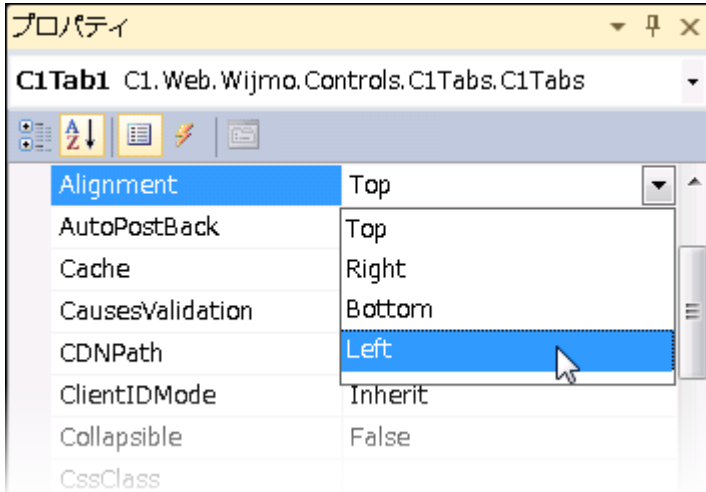 プロパティ
C1Tab1 C1.Web.Wijmo.Controls.C1Tabs.C1Tabs
Alignment Top
AutoPostBack Top
Cache Right
CausesValidation Bottom
CDNPath Left
ClientIDMode Inherit
Collapsible False
CssClass